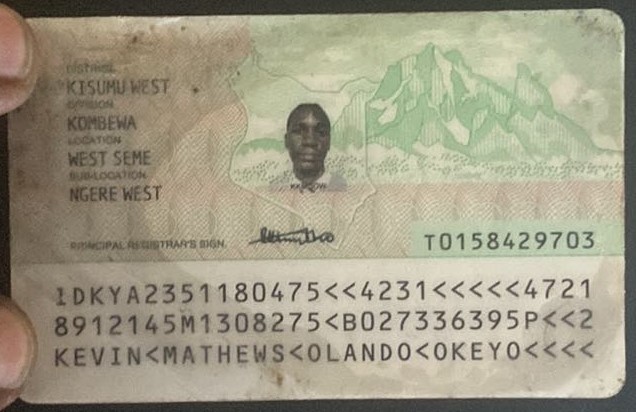 DISTRICT
KISUMU WEST
DIVISION
KOMBEWA
LOCATION
WEST SEME
SUB-LOCATION
NGERE WEST
PRINCIPAL REGISTRAR'S SIGN.
T0158429703
IDKYA2351180475<<4231<<<<<4721
8912145M1308275<B027336395P<<2
KEVIN<MATHEWS<OLANDO<OKEYO<<<<